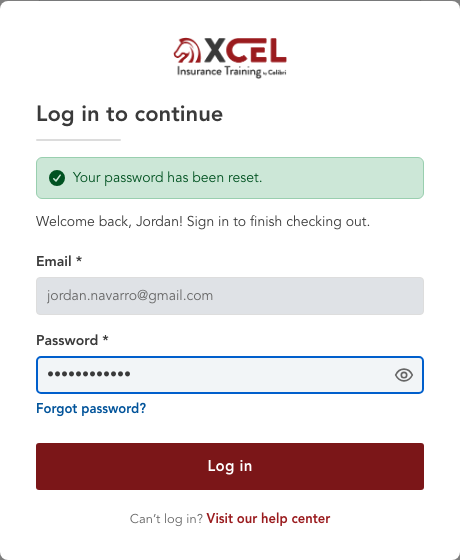 XCEL
Insurance Training by Colibri
Log in to continue
Your password has been reset.
Welcome back, Jordan! Sign in to finish checking out.
Email *
jordan.navarro@gmail.com
Password *
••••••••••••
Forgot password?
Log in
Can't log in? Visit our help center